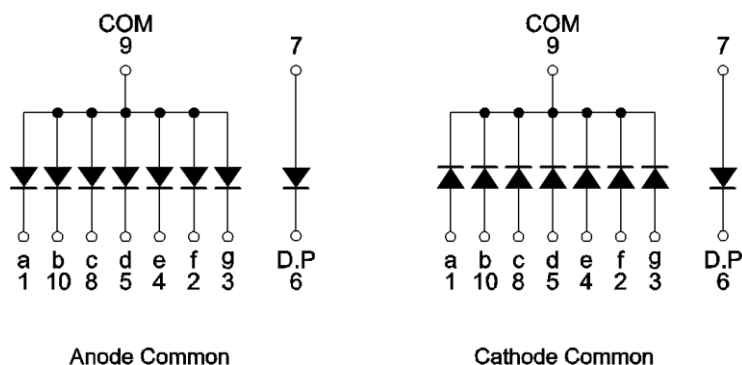 COM COM
9 7 9 7
a b c d e f g D.P a b c d e f g D.P
1 10 8 5 4 2 3 6 1 10 8 5 4 2 3 6
Anode Common Cathode Common